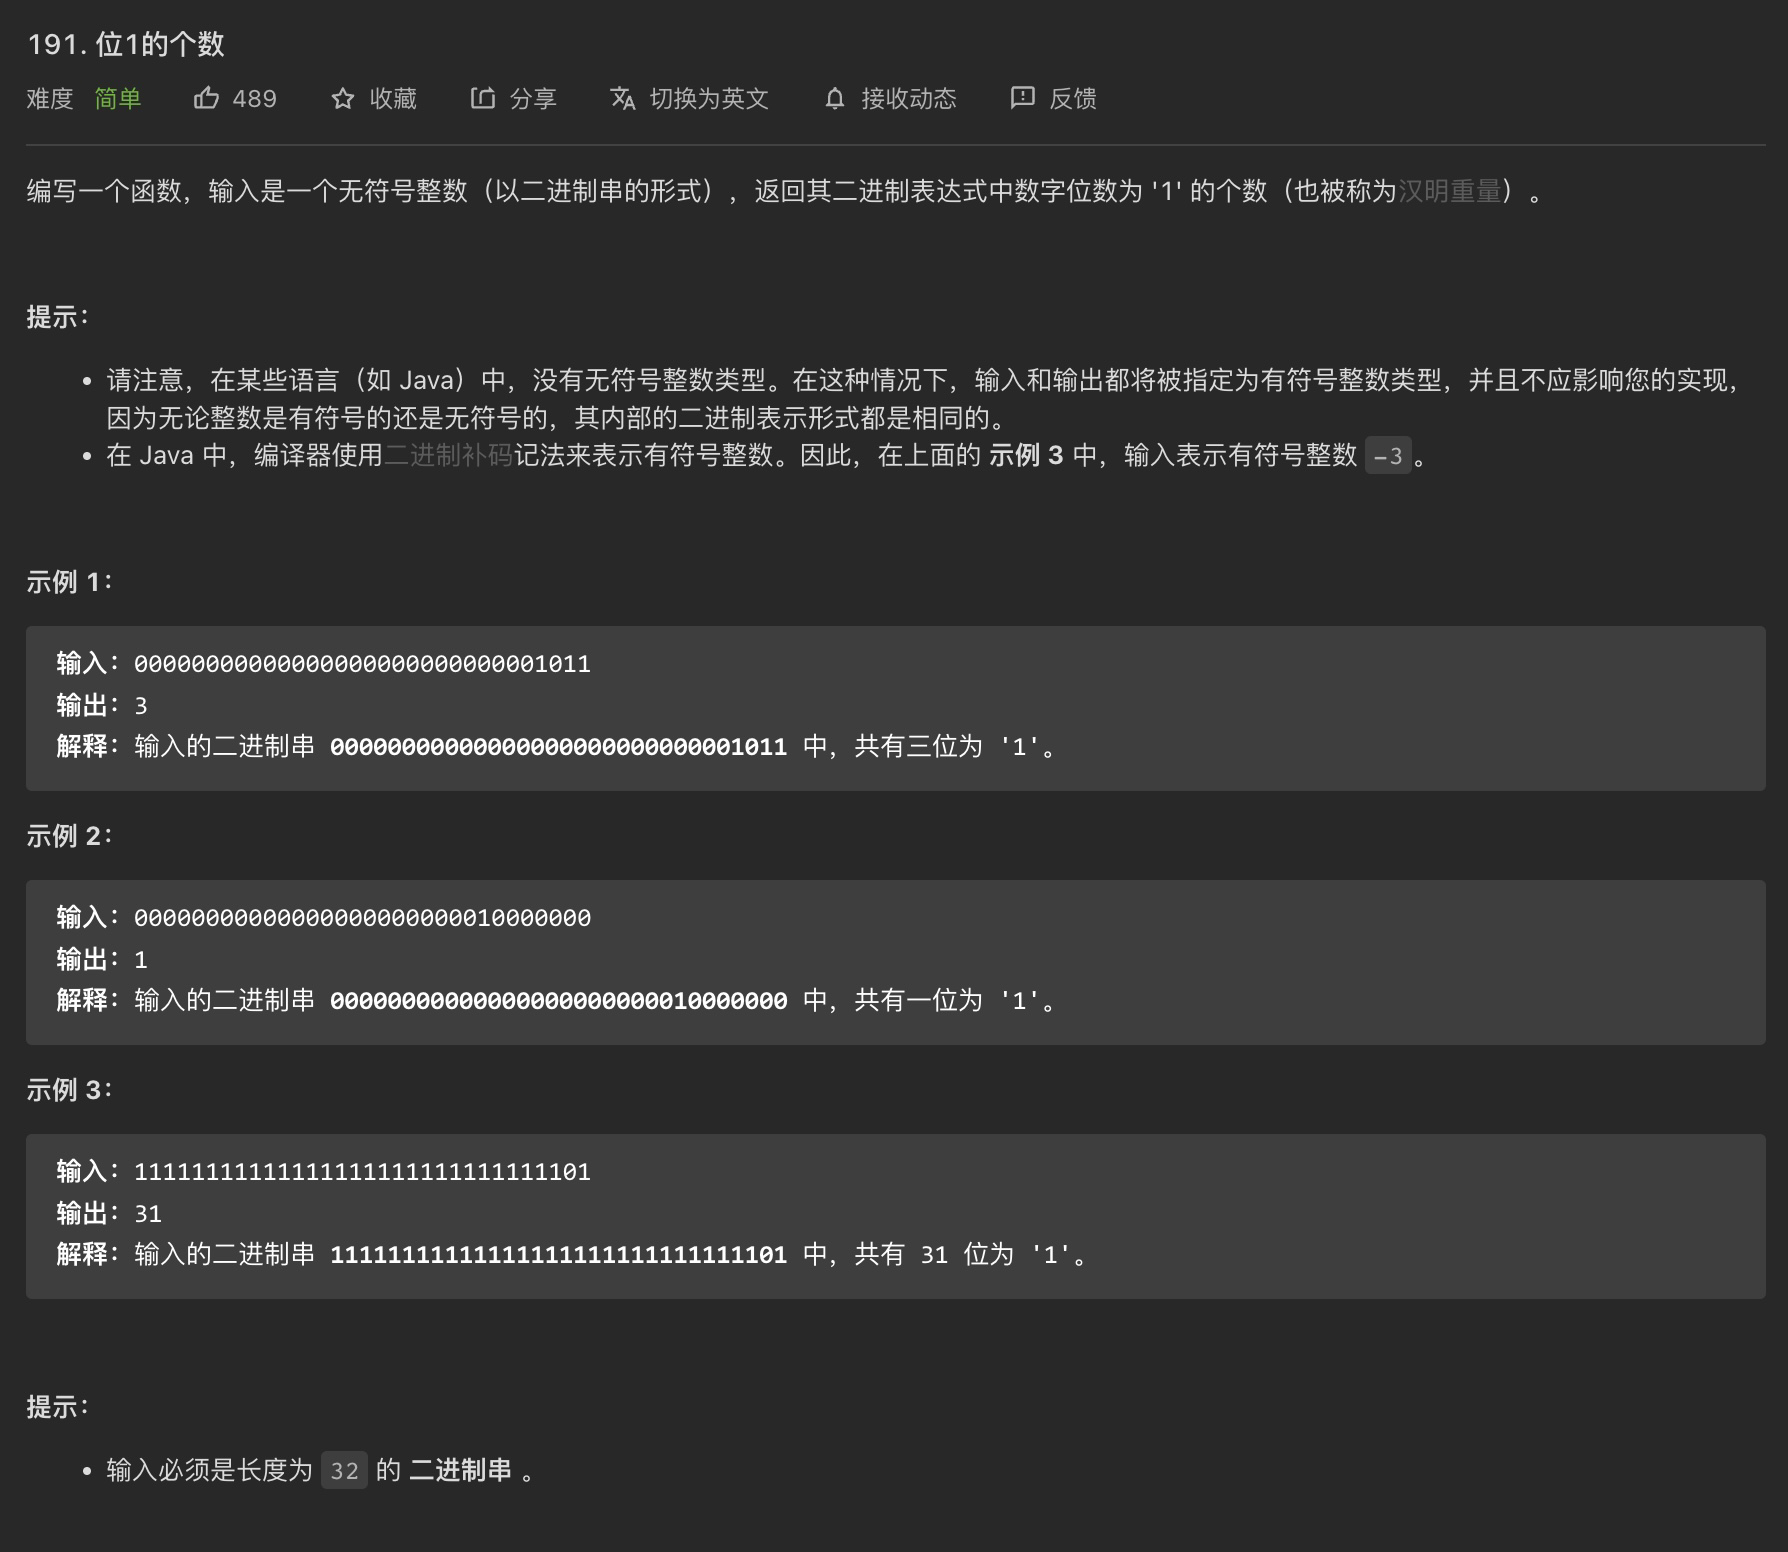 191. 位1的个数
难度 简单 489 收藏 分享 切换为英文 接收动态 反馈
编写一个函数，输入是一个无符号整数（以二进制串的形式），返回其二进制表达式中数字位数为 '1' 的个数（也被称为汉明重量）。
提示：
• 请注意，在某些语言（如 Java）中，没有无符号整数类型。在这种情况下，输入和输出都将被指定为有符号整数类型，并且不应影响您的实现，
因为无论整数是有符号的还是无符号的，其内部的二进制表示形式都是相同的。
• 在 Java 中，编译器使用二进制补码记法来表示有符号整数。因此，在上面的 示例 3 中，输入表示有符号整数 -3。
示例 1：
输入：00000000000000000000000000001011
输出：3
解释：输入的二进制串 00000000000000000000000000001011 中，共有三位为 '1'。
示例 2：
输入：00000000000000000000000010000000
输出：1
解释：输入的二进制串 00000000000000000000000010000000 中，共有一位为 '1'。
示例 3：
输入：11111111111111111111111111111101
输出：31
解释：输入的二进制串 11111111111111111111111111111101 中，共有 31 位为 '1'。
提示：
• 输入必须是长度为 32 的 二进制串 。